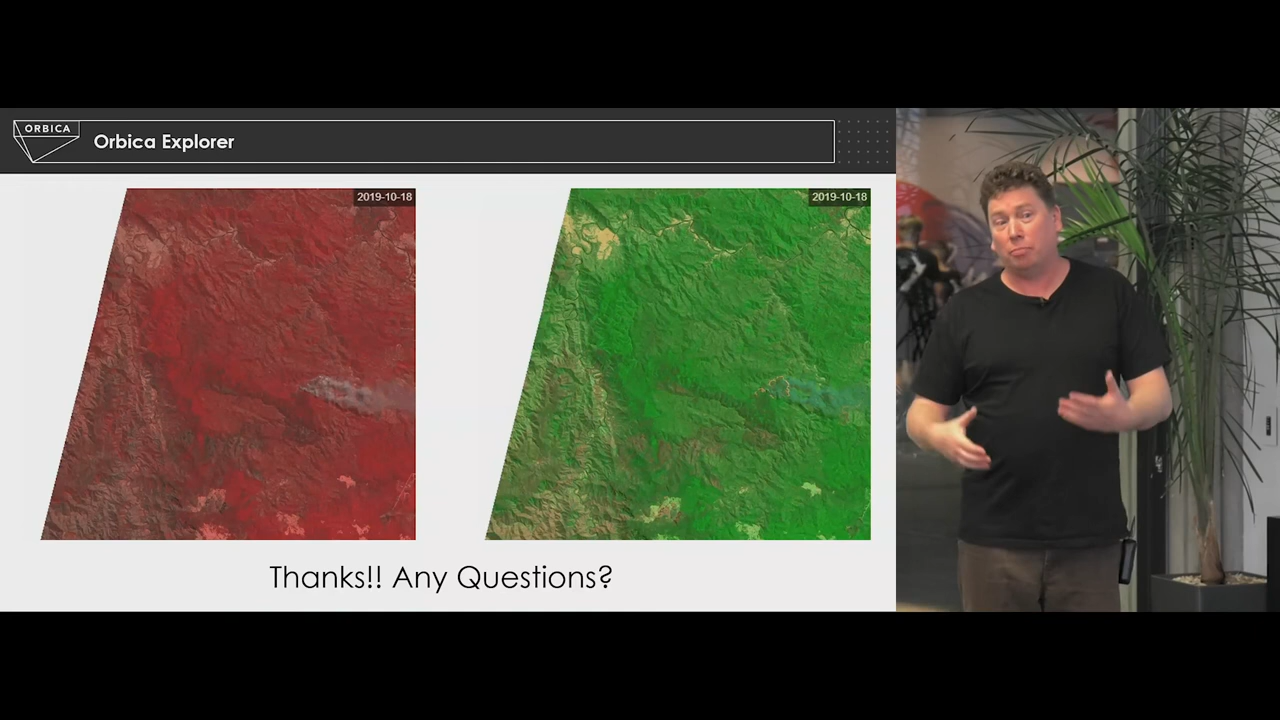 ORBICA
Orbica Explorer
2019-10-18
2019-10-18
Thanks!! Any Questions?